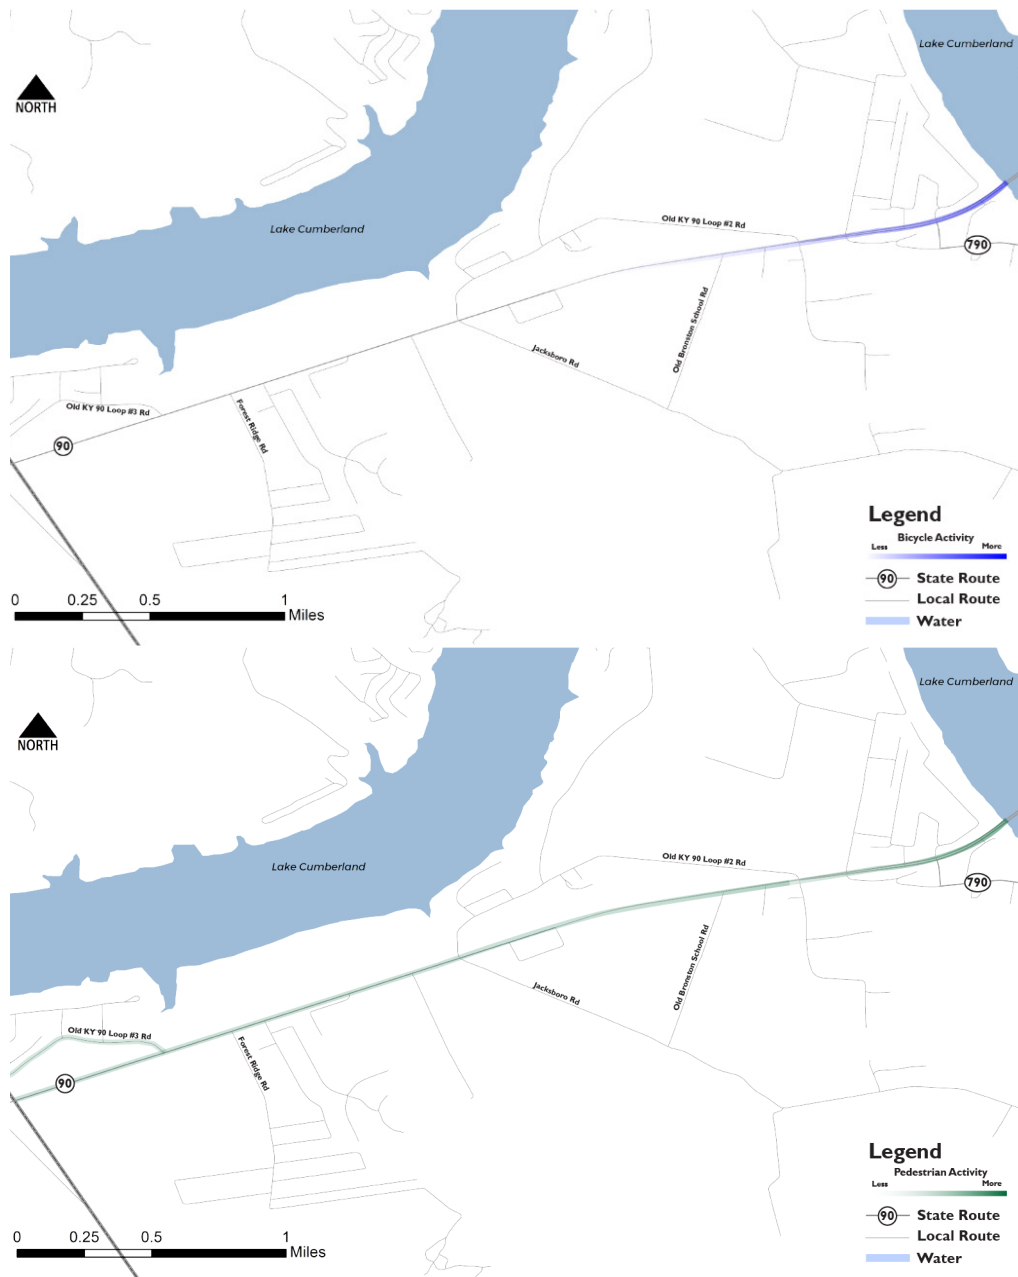 Lake Cumberland
NORTH
Lake Cumberland
Old KY 90 Loop #2 Rd
790
Old Bronston School Rd
Jacksboro Rd
Old KY 90 Loop #3 Rd
Forest Ridge Rd
90
Legend
Bicycle Activity
Less More
90 State Route
Local Route
Water
0 0.25 0.5 1
Miles
Lake Cumberland
NORTH
Lake Cumberland
Old KY 90 Loop #2 Rd
790
Old Bronston School Rd
Jacksboro Rd
Old KY 90 Loop #3 Rd
Forest Ridge Rd
90
Legend
Pedestrian Activity
Less More
90 State Route
Local Route
Water
0 0.25 0.5 1
Miles